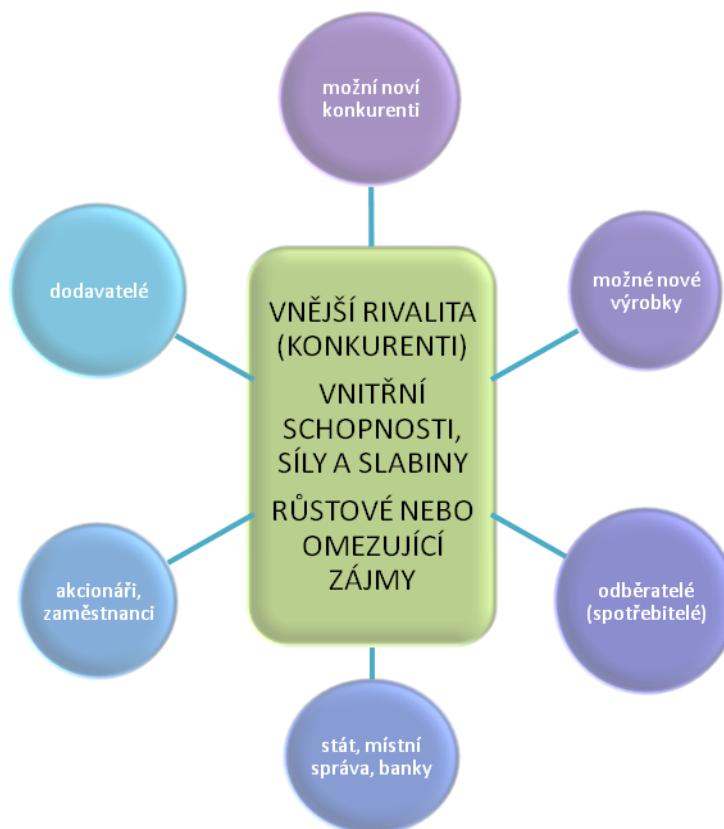 možní noví
konkurenti
dodavatelé
možné nové
výrobky
VNĚJŠÍ RIVALITA
(KONKURENTI)
VNITŘNÍ
SCHOPNOSTI,
SÍLY A SLABINY
RŮSTOVÉ NEBO
OMEZUJÍCÍ
ZÁJMY
akcionáři,
zaměstnanci
odběratelé
(spotřebitelé)
stát, místní
správa, banky